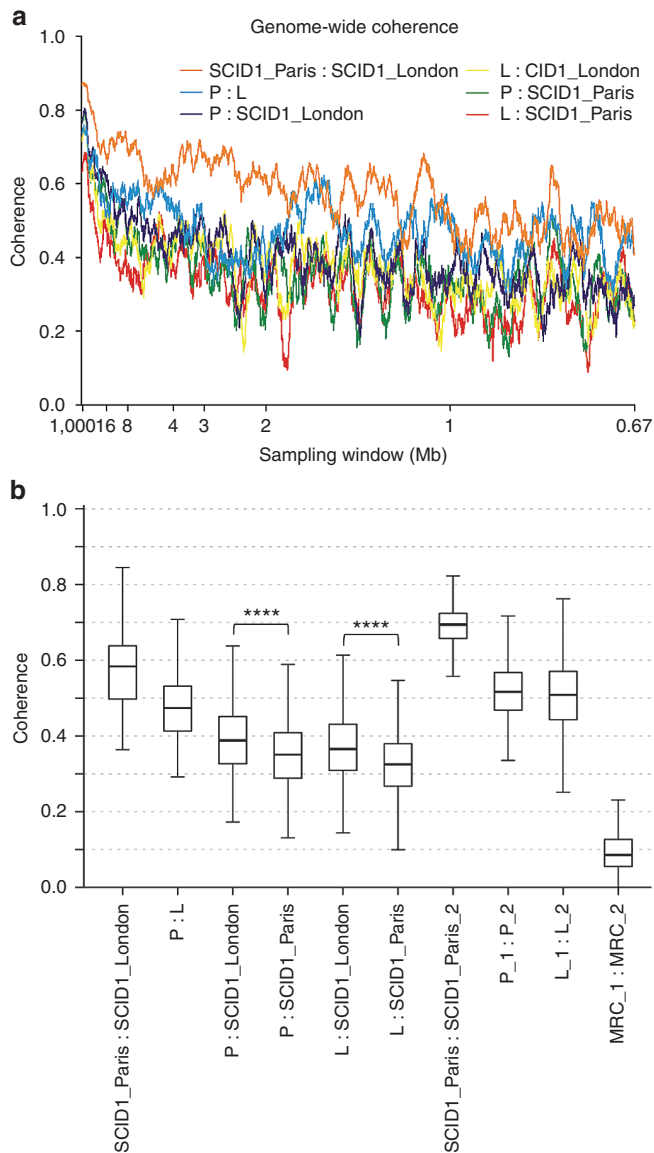 a
Genome-wide coherence
SCID1_Paris : SCID1_London
P : L
P : SCID1_London
L : CID1_London
P : SCID1_Paris
L : SCID1_Paris
1.0
0.8
0.6
0.4
0.2
0.0
Coherence
1,000 16 8 4 3 2 1 0.67
Sampling window (Mb)
b
1.0
0.8
0.6
0.4
0.2
0.0
Coherence
****
****
SCID1_Paris : SCID1_London
P : L
P : SCID1_London
P : SCID1_Paris
L : SCID1_London
L : SCID1_Paris
SCID1_Paris : SCID1_Paris_2
P_1 : P_2
L_1 : L_2
MRC_1 : MRC_2